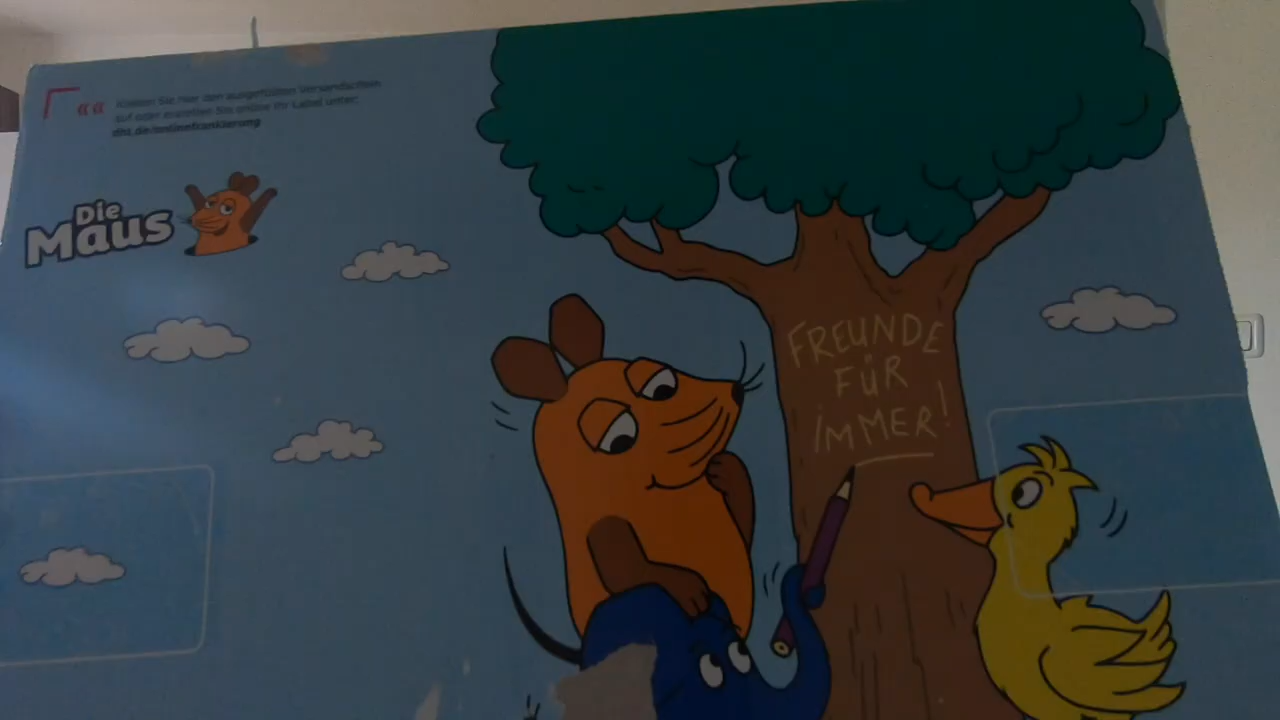 Kleben Sie hier den ausgefüllten Versandschein
auf oder erstellen Sie online Ihr Label unter:
dhl.de/onlinefrankierung
Die
Maus
FREUNDE
FÜR
iMMER!